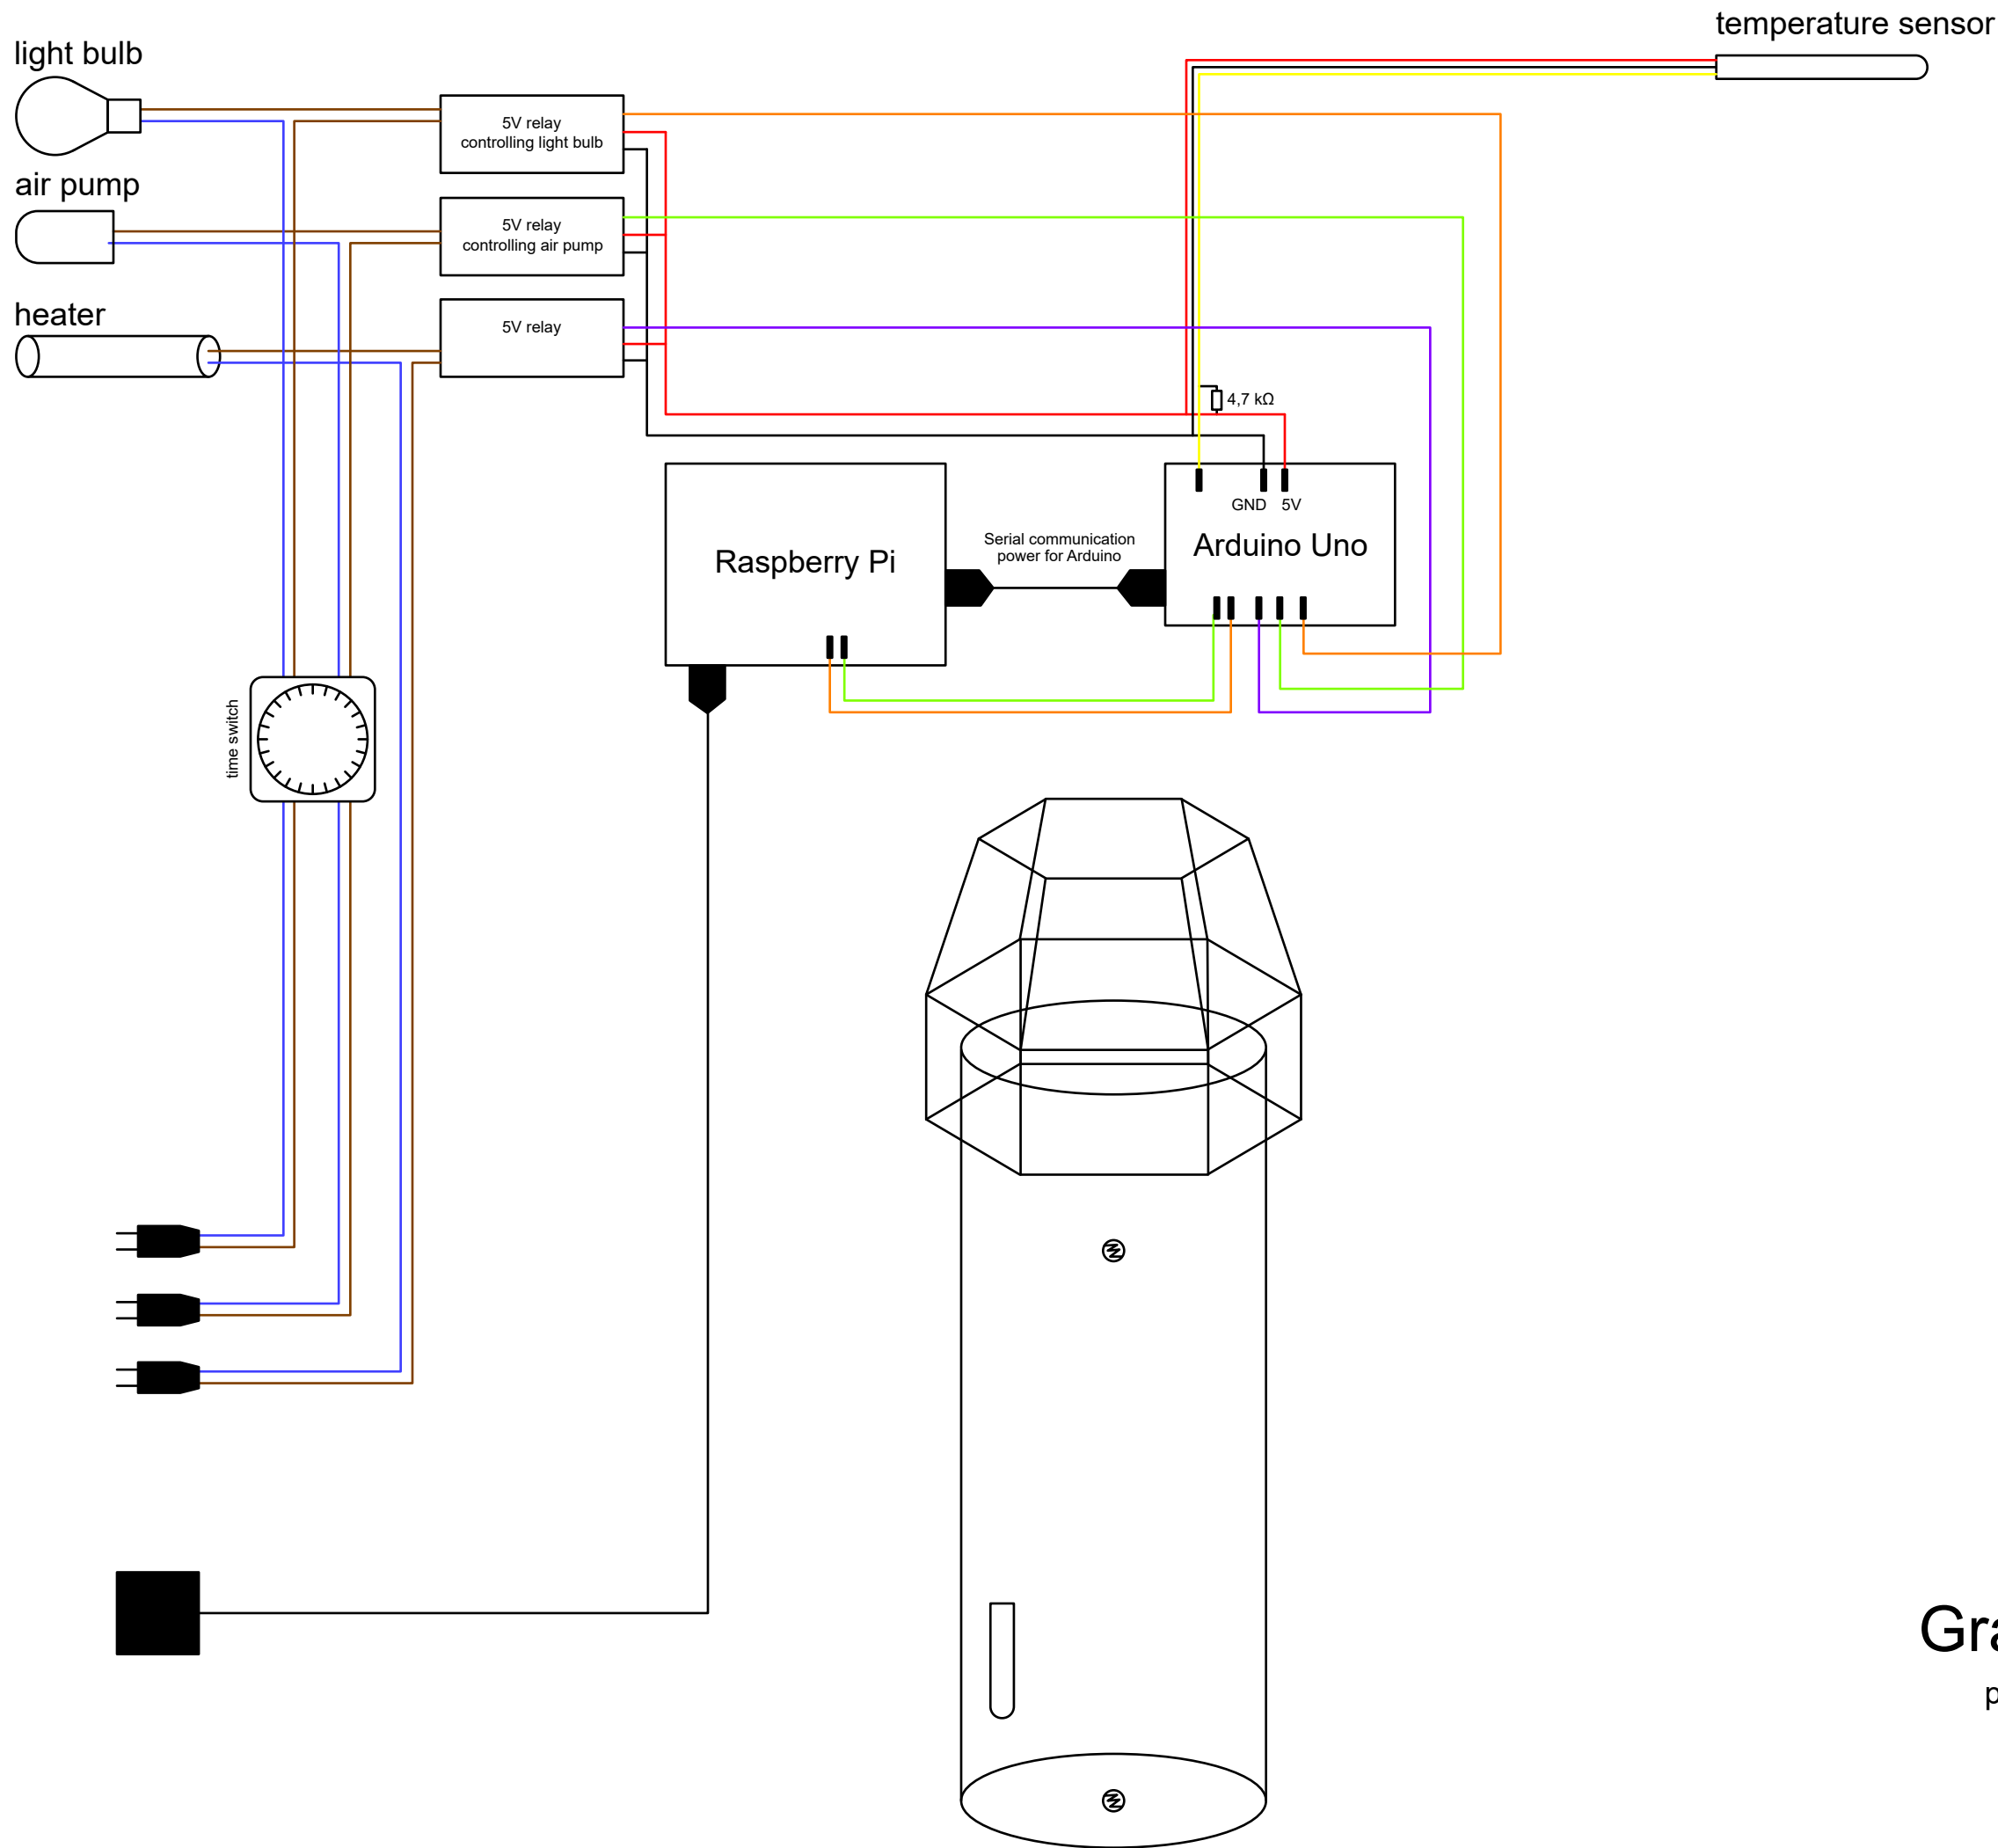 temperature sensor
light bulb
5V relay
controlling light bulb
air pump
5V relay
controlling air pump
heater
5V relay
4,7 kΩ
GND 5V
Serial communication
power for Arduino
Arduino Uno
Raspberry Pi
time switch